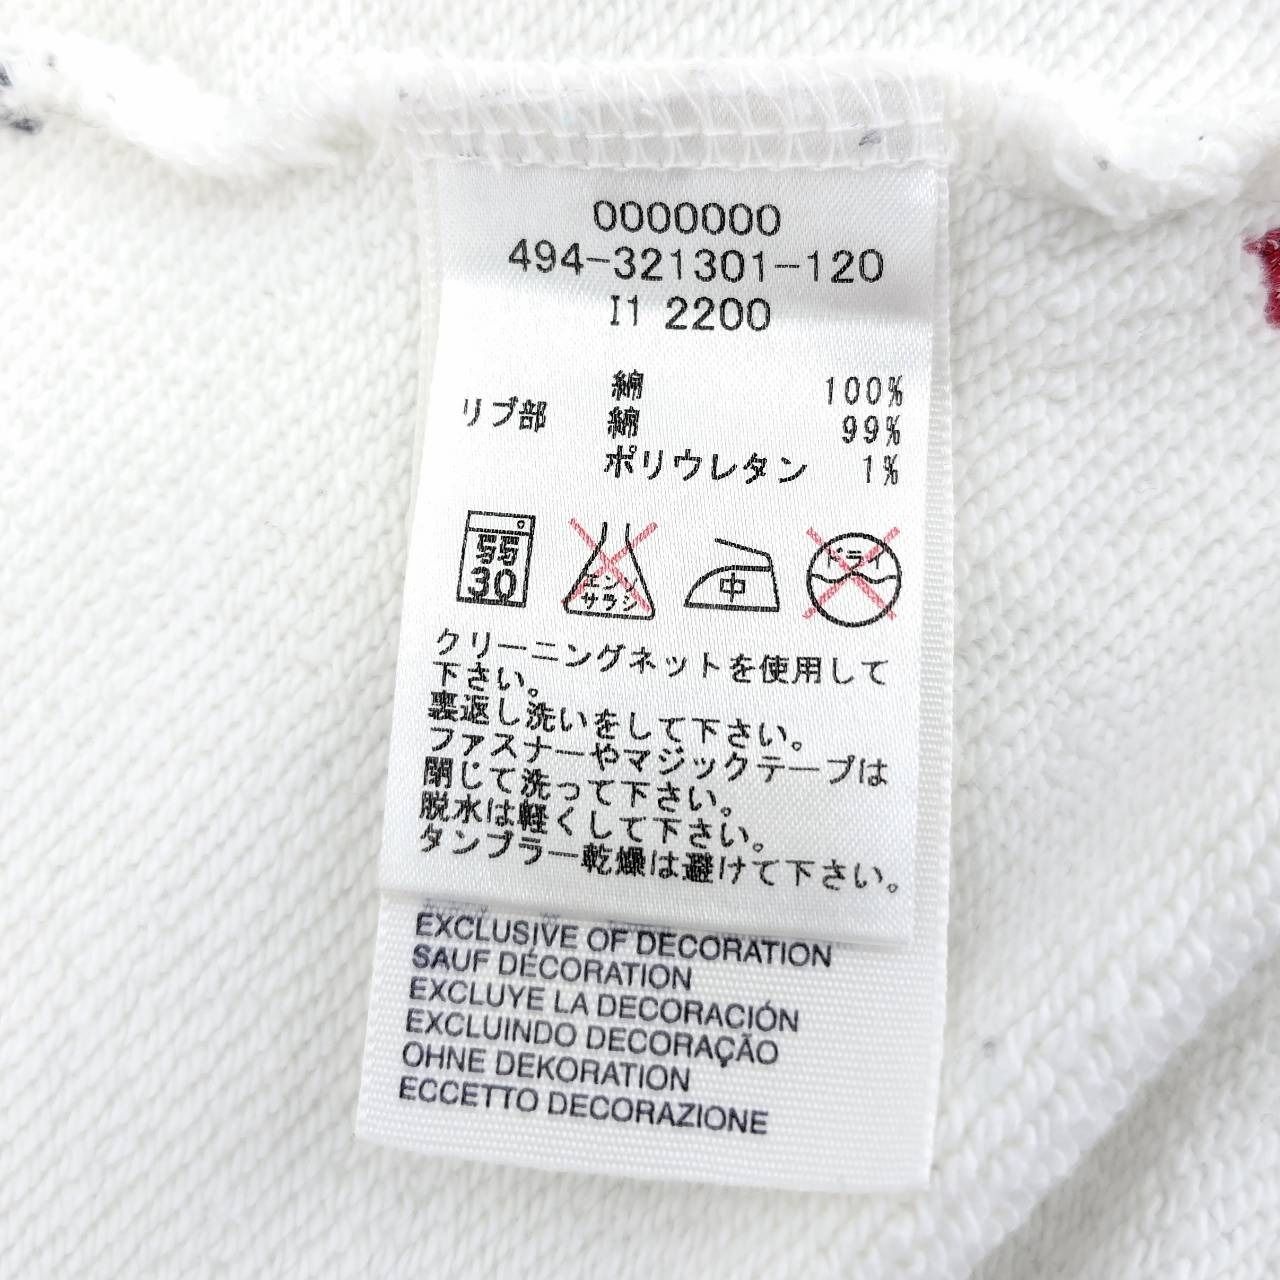 0000000
494-321301-120
I1 2200
綿 100%
リブ部 綿 99%
ポリウレタン 1%
弱
30
エンソ
サラシ
中
ドライ
クリーニングネットを使用して
下さい。
裏返し洗いをして下さい。
ファスナーやマジックテープは
閉じて洗って下さい。
脱水は軽くして下さい。
タンブラー乾燥は避けて下さい。
EXCLUSIVE OF DECORATION
SAUF DÉCORATION
EXCLUYE LA DECORACIÓN
EXCLUINDO DECORAÇÃO
OHNE DEKORATION
ECCETTO DECORAZIONE